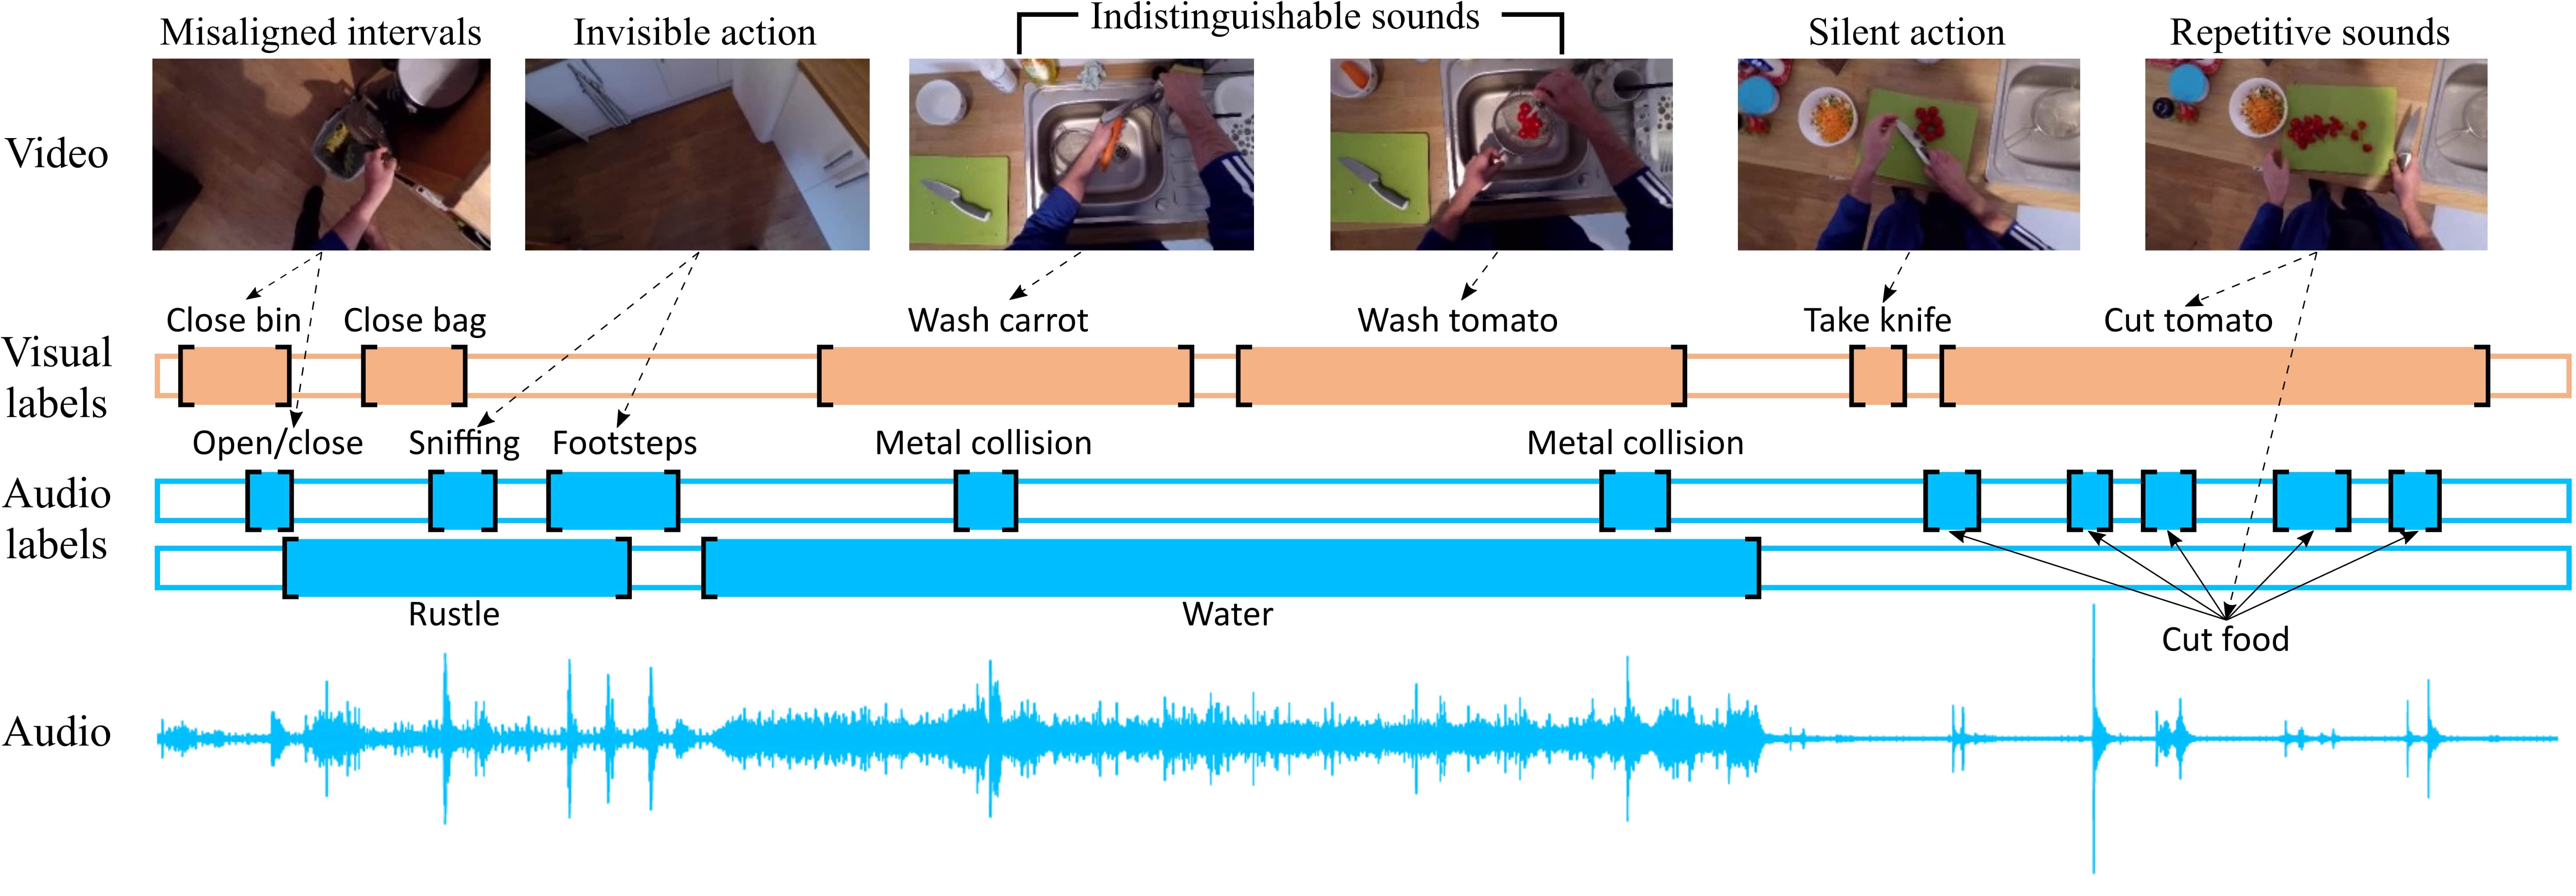 Misaligned intervals
Invisible action
Indistinguishable sounds
Silent action
Repetitive sounds
Video
Close bin
Close bag
Wash carrot
Wash tomato
Take knife
Cut tomato
Visual
labels
Open/close
Sniffing
Footsteps
Metal collision
Metal collision
Audio
labels
Rustle
Water
Cut food
Audio